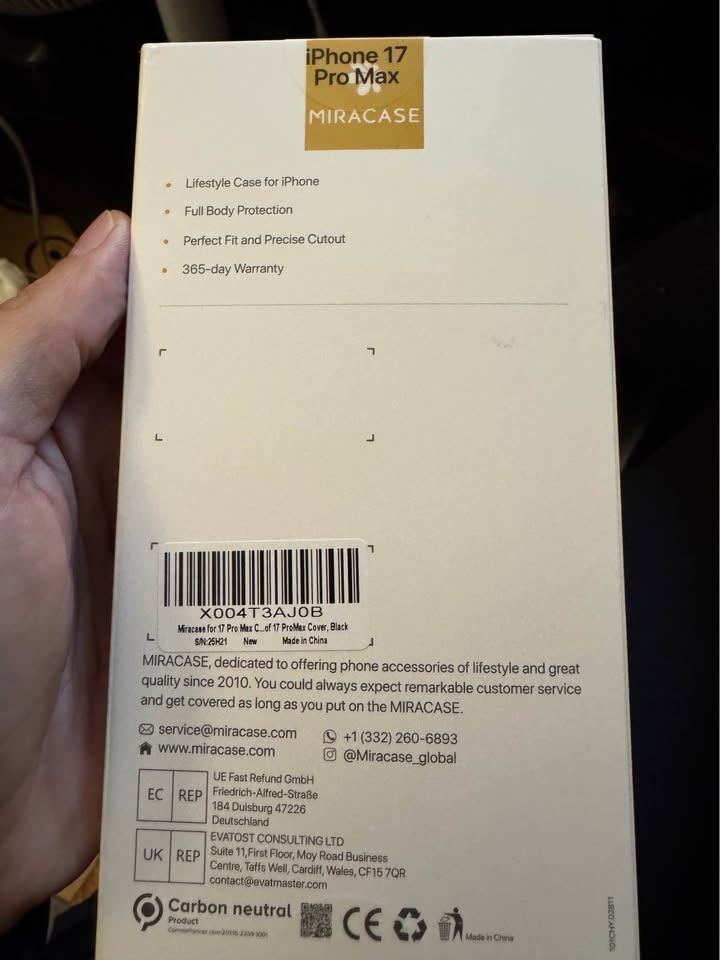 iPhone 17
Pro Max
MIRACASE
Lifestyle Case for iPhone
Full Body Protection
Perfect Fit and Precise Cutout
365-day Warranty
X004T3AJ0B
Miracase for 17 Pro Max C...of 17 ProMax Cover, Black
S/N:25H21 New Made in China
MIRACASE, dedicated to offering phone accessories of lifestyle and great
quality since 2010. You could always expect remarkable customer service
and get covered as long as you put on the MIRACASE.
service@miracase.com
www.miracase.com
+1 (332) 260-6893
@Miracase_global
EC REP
UE Fast Refund GmbH
Friedrich-Alfred-Straße
184 Duisburg 47226
Deutschland
UK REP
EVATOST CONSULTING LTD
Suite 11,First Floor, Moy Road Business
Centre, Taffs Well, Cardiff, Wales, CF15 7QR
contact@evatmaster.com
Carbon neutral
Product
CE
Made in China